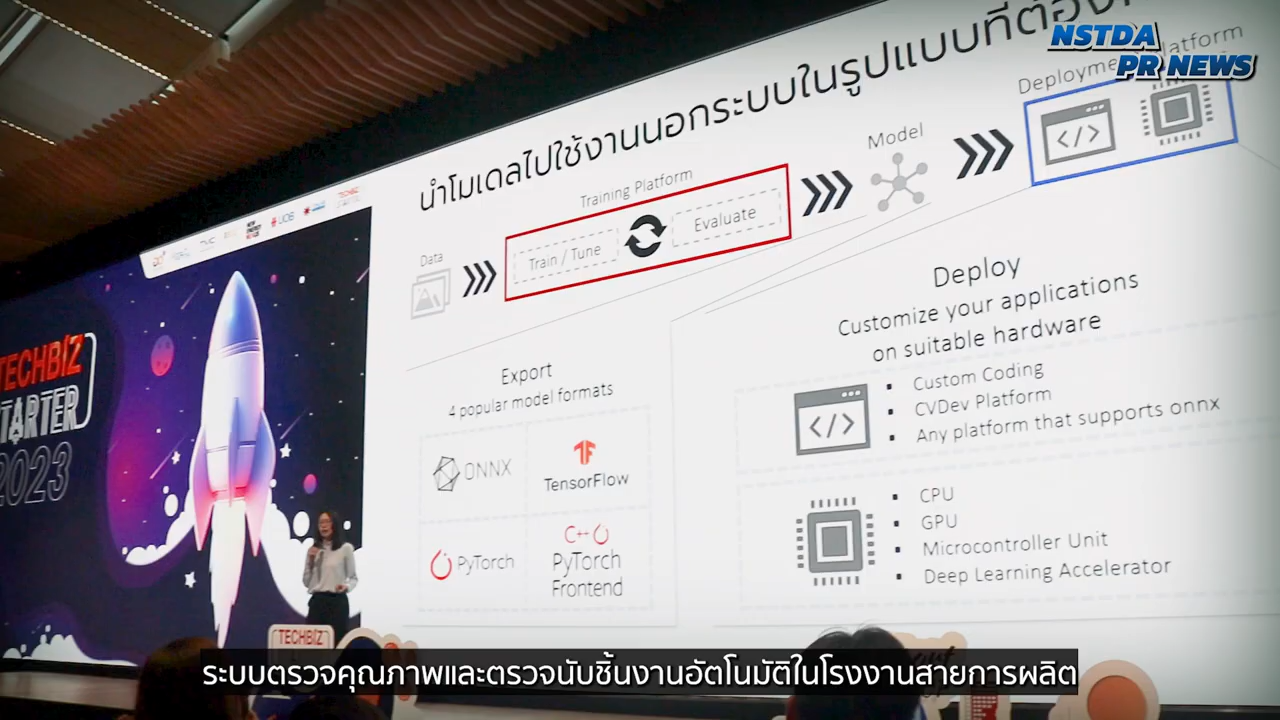 NSTDA
PR NEWS
นำโมเดลไปใช้งานนอกระบบในรูปแบบที่
Training Platform
Model
Data
Train / Tune
Evaluate
Deploy
Customize your applications
on suitable hardware
Custom Coding
CVDev Platform
Any platform that supports onnx
CPU
GPU
Microcontroller Unit
Deep Learning Accelerator
Export
4 popular model formats
ONNX
TensorFlow
PyTorch
C++
PyTorch
Frontend
UOB
TECHBIZ
STARTER
2023
TECHBIZ
ระบบตรวจคุณภาพและตรวจนับชิ้นงานอัตโนมัติในโรงงานสายการผลิต